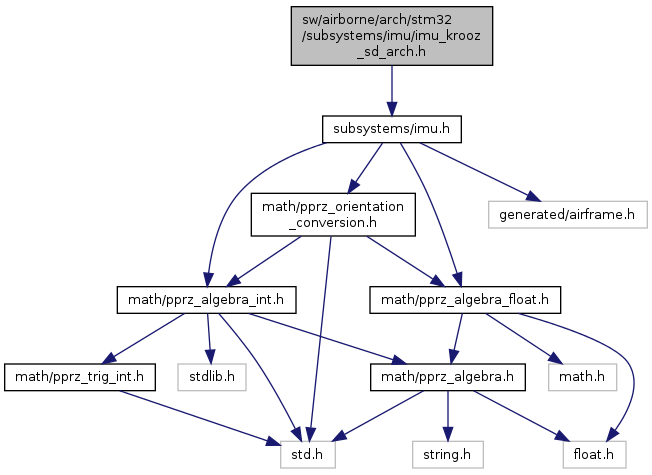 sw/airborne/arch/stm32
/subsystems/imu/imu_krooz
_sd_arch.h
subsystems/imu.h
math/pprz_orientation
_conversion.h
generated/airframe.h
math/pprz_algebra_int.h
math/pprz_algebra_float.h
math/pprz_trig_int.h
stdlib.h
math/pprz_algebra.h
math.h
std.h
string.h
float.h